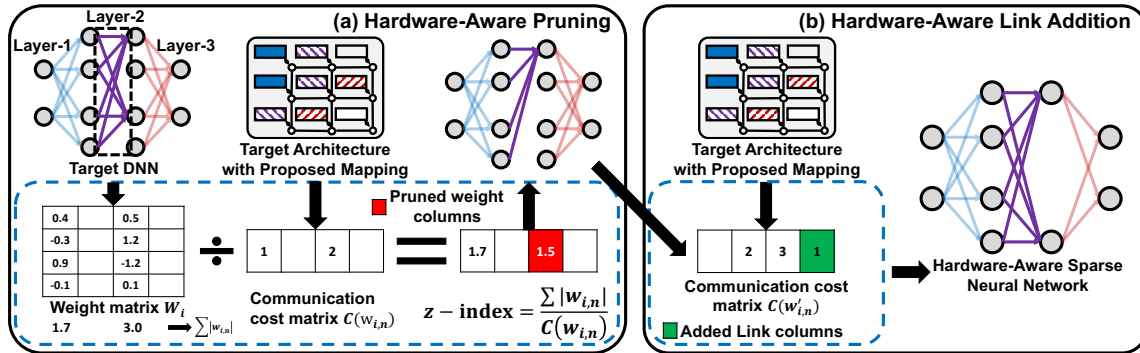 (a) Hardware-Aware Pruning
Layer-2
Layer-1
Layer-3
Target DNN
Target Architecture
with Proposed Mapping
Pruned weight
columns
0.4 0.5
-0.3 1.2
0.9 -1.2
-0.1 0.1
÷
1 2
=
1.7 1.5
Weight matrix W_i
1.7 3.0 ∑|w_{i,n}|
Communication
cost matrix C(w_{i,n})
z − index = ∑|w_{i,n}| / C(w_{i,n})
(b) Hardware-Aware Link Addition
Target Architecture
with Proposed Mapping
2 3 1
Communication cost
matrix C(w'_{i,n})
Added Link columns
Hardware-Aware Sparse
Neural Network